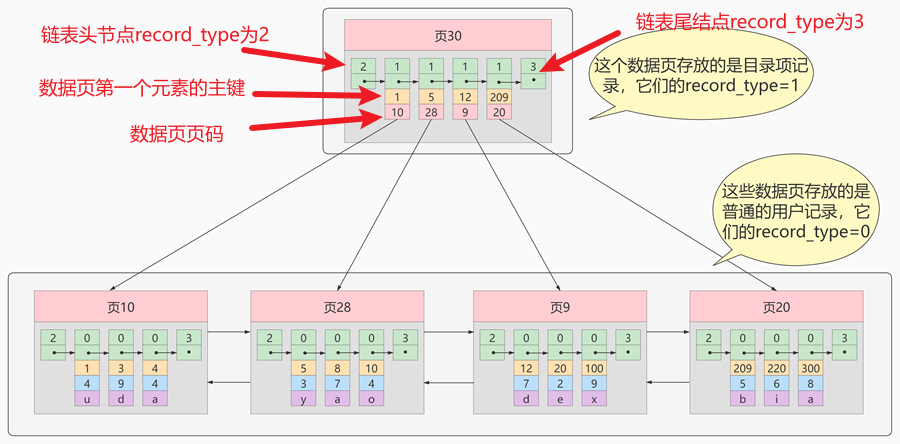 链表头节点record_type为2
链表尾结点record_type为3
页30
2 1 1 1 1 3
这个数据页存放的是目录项记
录，它们的record_type=1
数据页第一个元素的主键
1 5 12 209
数据页页码
10 28 9 20
这些数据页存放的是
普通的用户记录，它
们的record_type=0
页10
2 0 0 0 3
1 3 4
4 9 4
u d a
页28
2 0 0 0 3
5 8 10
3 7 4
y a o
页9
2 0 0 0 3
12 20 100
7 2 9
d e x
页20
2 0 0 0 3
209 220 300
5 6 8
b i a